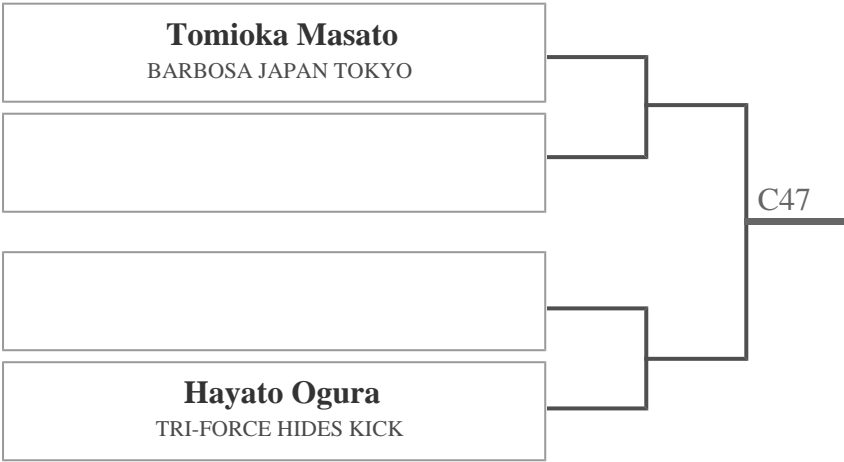 Tomioka Masato
BARBOSA JAPAN TOKYO
C47
Hayato Ogura
TRI-FORCE HIDES KICK